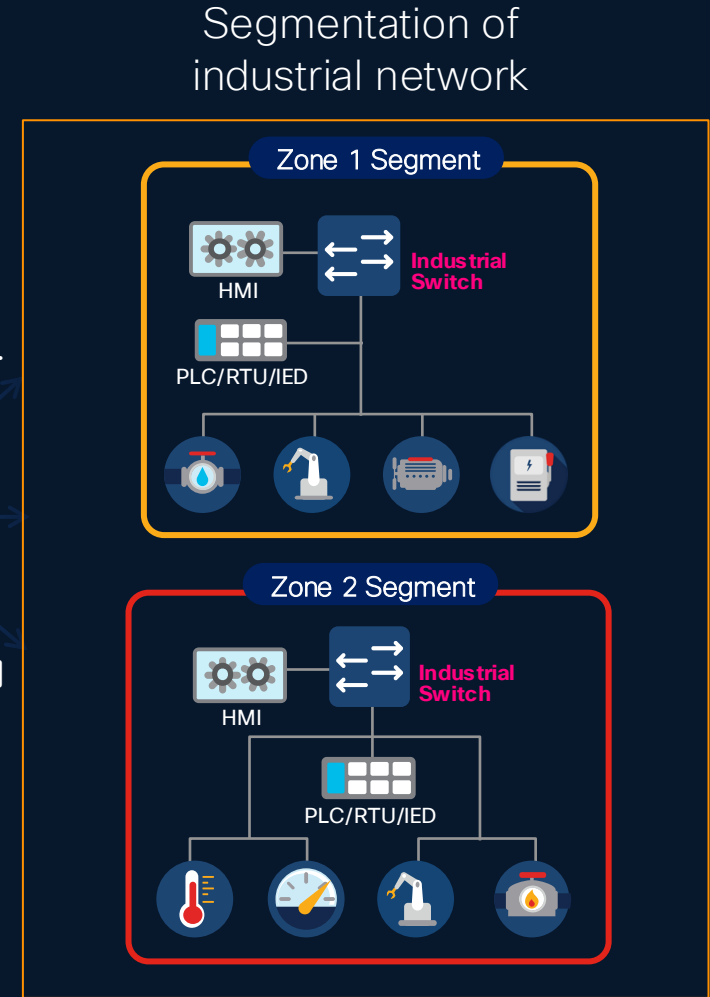 Segmentation of
industrial network
Zone 1 Segment
Industrial
Switch
HMI
PLC/RTU/IED
Zone 2 Segment
Industrial
Switch
HMI
PLC/RTU/IED